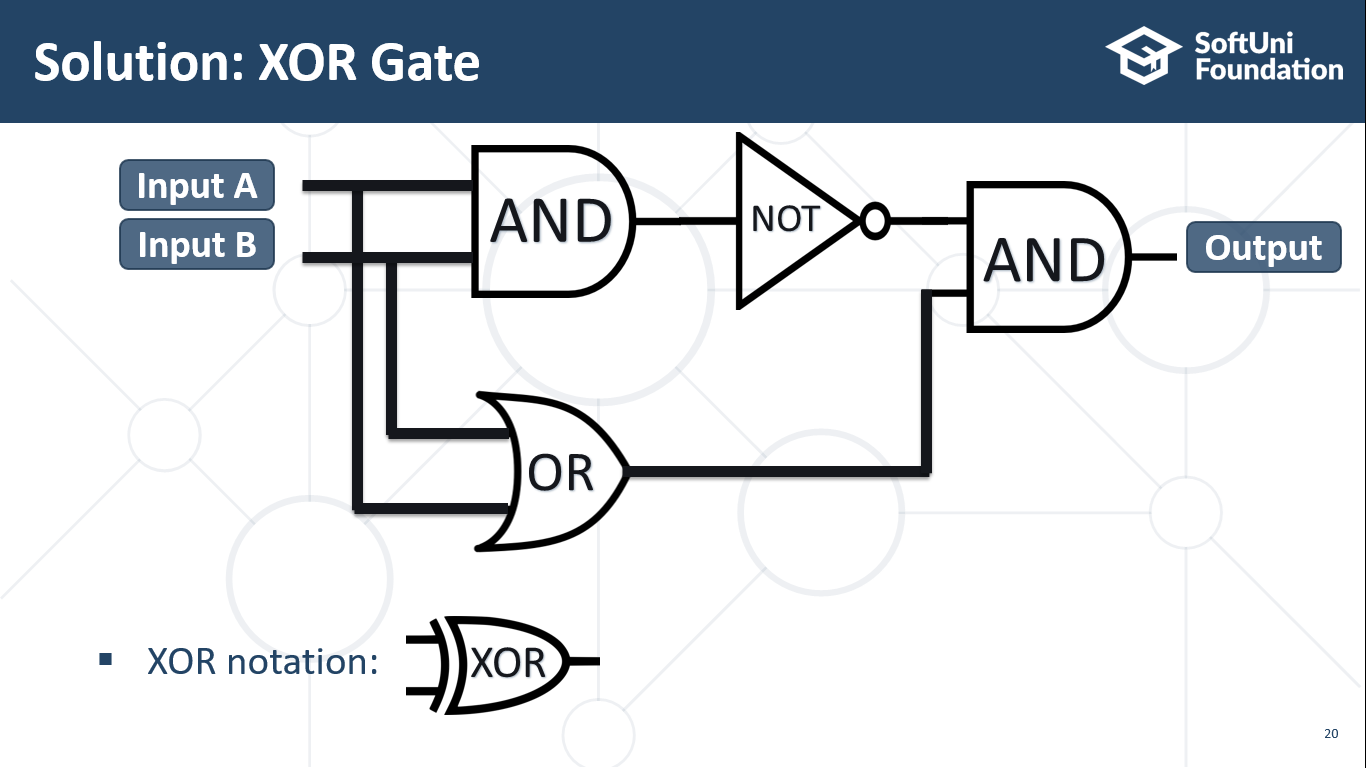 Solution: XOR Gate
SoftUni
Foundation
Input A
Input B
AND
NOT
AND
Output
OR
▪ XOR notation:
XOR
20